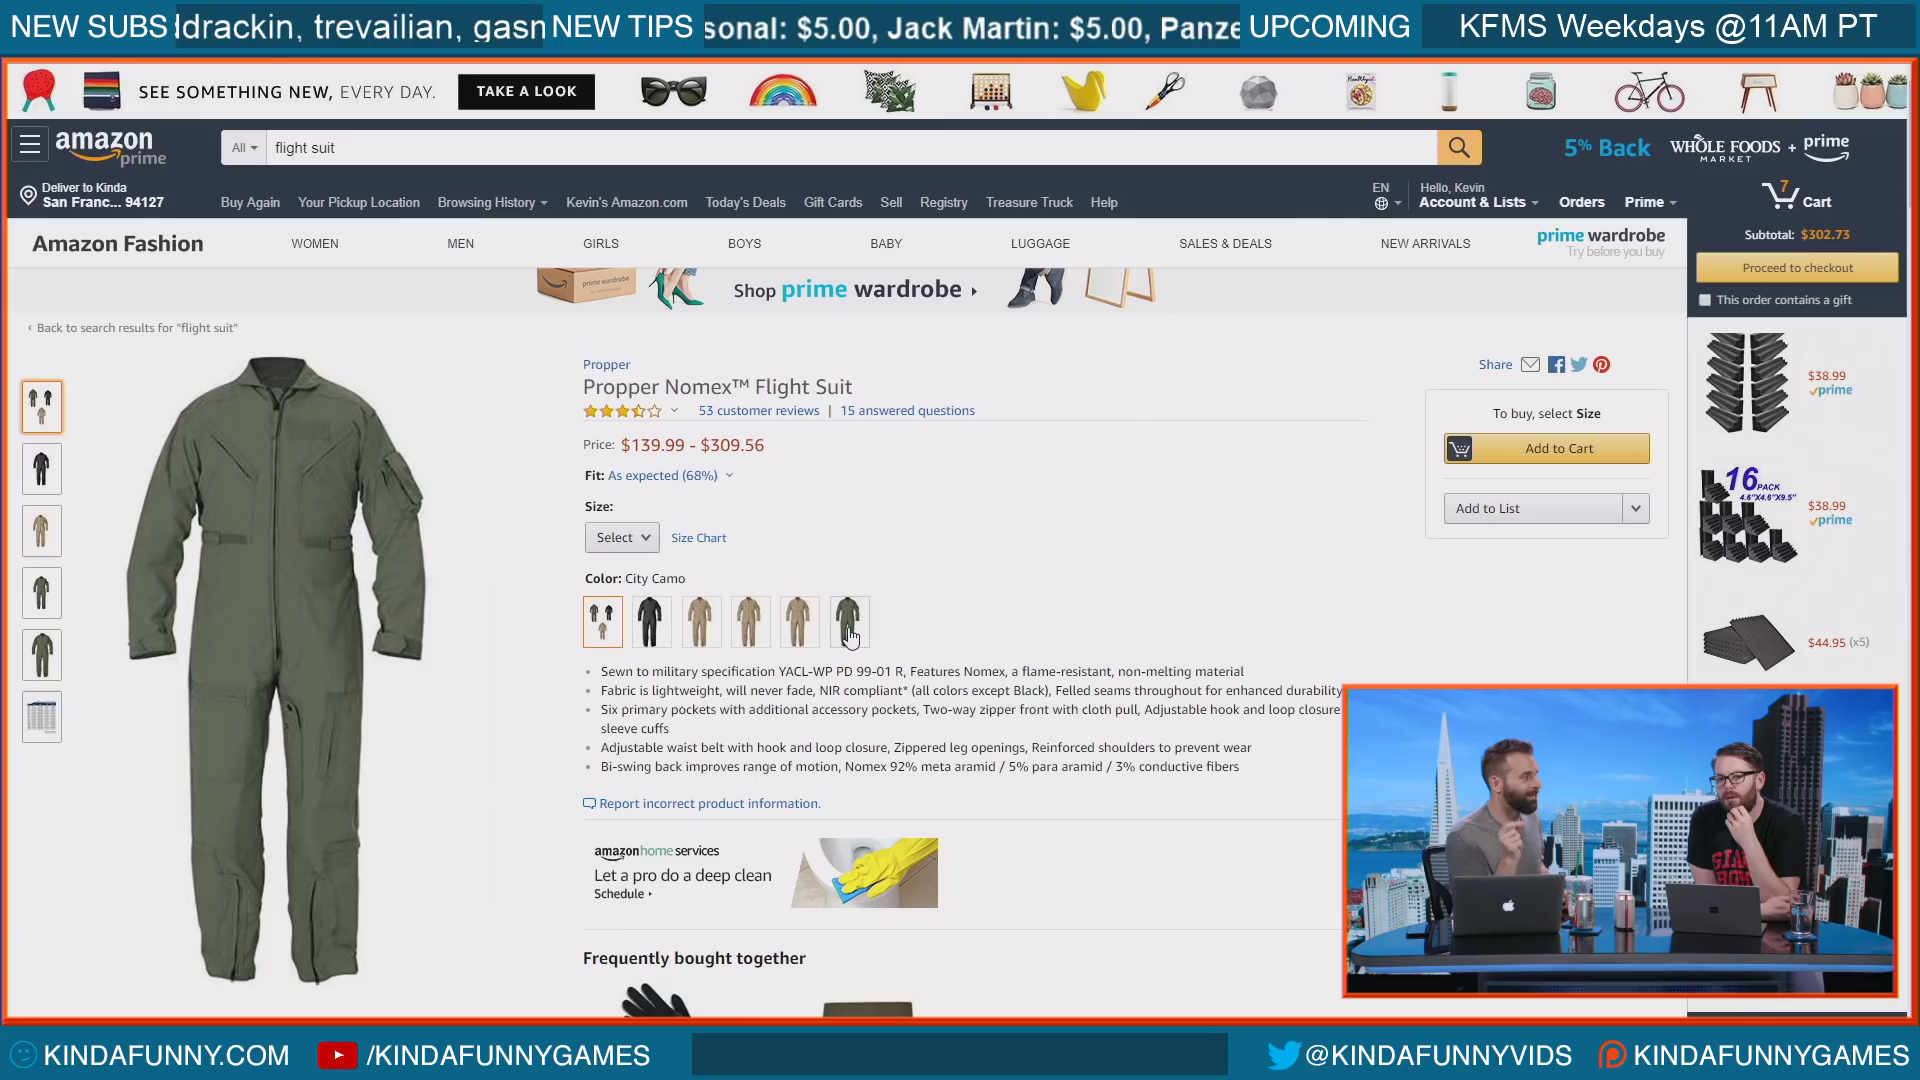 NEW SUBS
drackin, trevailian, gasm
NEW TIPS
sonal: $5.00, Jack Martin: $5.00, Panze
UPCOMING
KFMS Weekdays @11AM PT
SEE SOMETHING NEW, EVERY DAY.
TAKE A LOOK
amazon prime
All
flight suit
5% Back
WHOLE FOODS MARKET + prime
Deliver to Kinda
San Franc... 94127
Buy Again
Your Pickup Location
Browsing History
Kevin's Amazon.com
Today's Deals
Gift Cards
Sell
Registry
Treasure Truck
Help
EN
Hello, Kevin
Account & Lists
Orders
Prime
7
Cart
Amazon Fashion
WOMEN
MEN
GIRLS
BOYS
BABY
LUGGAGE
SALES & DEALS
NEW ARRIVALS
prime wardrobe
Try before you buy
Subtotal: $302.73
Proceed to checkout
This order contains a gift
Shop prime wardrobe
‹ Back to search results for "flight suit"
Propper
Propper Nomex™ Flight Suit
53 customer reviews | 15 answered questions
Price: $139.99 - $309.56
Fit: As expected (68%)
Size:
Select
Size Chart
Color: City Camo
Share
To buy, select Size
Add to Cart
Add to List
$38.99
prime
16 PACK
4.6"X4.6"X9.5"
$38.99
prime
$44.95 (x5)
Sewn to military specification YACL-WP PD 99-01 R, Features Nomex, a flame-resistant, non-melting material
Fabric is lightweight, will never fade, NIR compliant* (all colors except Black), Felled seams throughout for enhanced durability
Six primary pockets with additional accessory pockets, Two-way zipper front with cloth pull, Adjustable hook and loop closure
sleeve cuffs
Adjustable waist belt with hook and loop closure, Zippered leg openings, Reinforced shoulders to prevent wear
Bi-swing back improves range of motion, Nomex 92% meta aramid / 5% para aramid / 3% conductive fibers
Report incorrect product information.
amazon home services
Let a pro do a deep clean
Schedule
Frequently bought together
KINDAFUNNY.COM
/KINDAFUNNYGAMES
@KINDAFUNNYVIDS
KINDAFUNNYGAMES